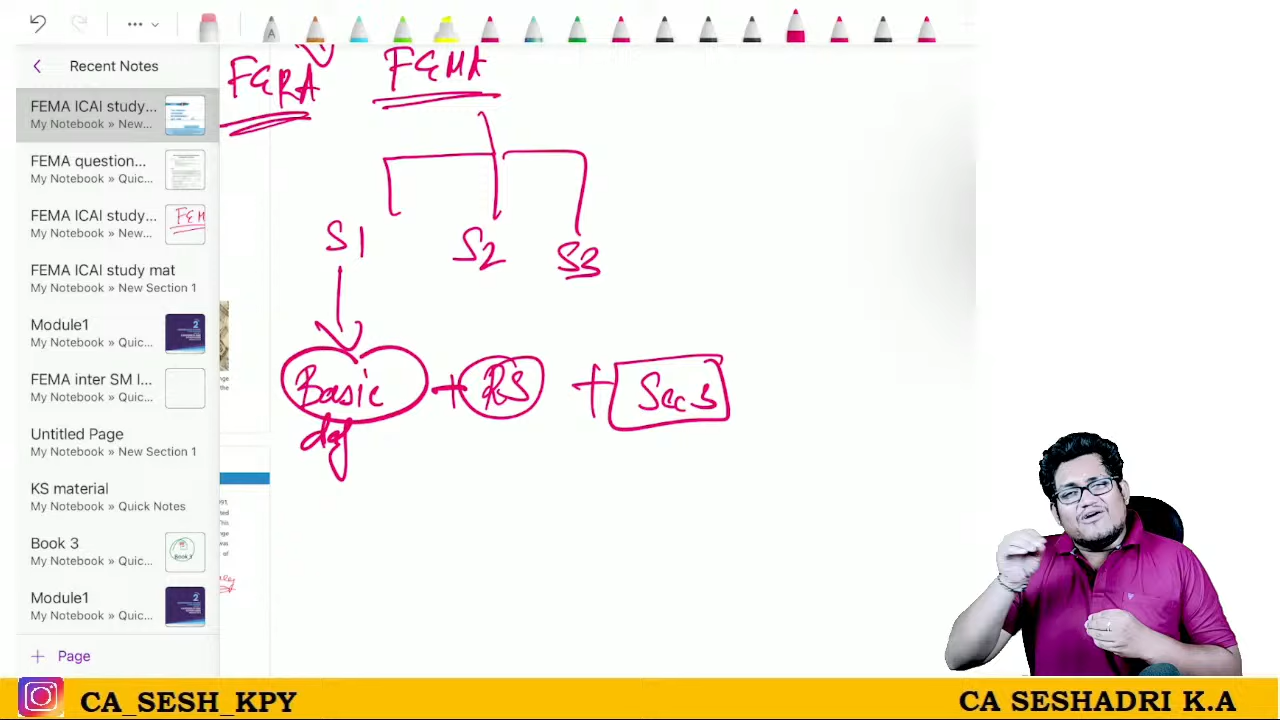 Recent Notes
FEMA ICAI study...
My Notebook » New...
FEMA question...
My Notebook » Quic...
FEMA ICAI study...
My Notebook » New...
FEM
FEMA ICAI study mat
My Notebook » New Section 1
Module1
My Notebook » Quic...
FEMA inter SM I...
My Notebook » Quic...
Untitled Page
My Notebook » New Section 1
KS material
My Notebook » Quick Notes
Book 3
My Notebook » Quic...
Book 3
Module1
My Notebook » Quic...
+ Page
FERA FEMA
S1 S2 S3
Basic + RS + Sec 3
def
CA_SESH_KPY
CA SESHADRI K.A